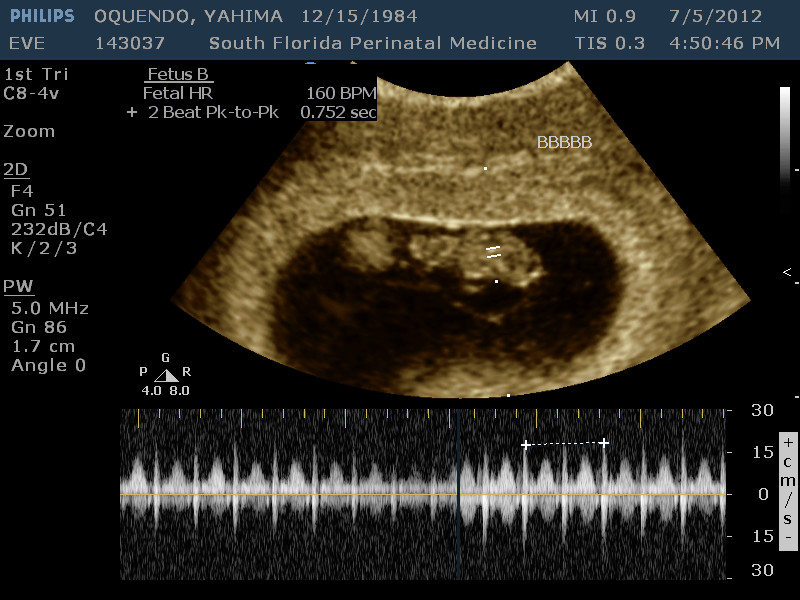 PHILIPS OQUENDO, YAHIMA 12/15/1984 MI 0.9 7/5/2012
EVE 143037 South Florida Perinatal Medicine TIS 0.3 4:50:46 PM
1st Tri
C8-4v
Zoom
2D
F4
Gn 51
232dB/C4
K/2/3
PW
5.0 MHz
Gn 86
1.7 cm
Angle 0
Fetus B
Fetal HR 160 BPM
+ 2 Beat Pk-to-Pk 0.752 sec
BBBBB
<
G
P R
4.0 8.0
30
15
0
15
30
+
c
m
/
s
-